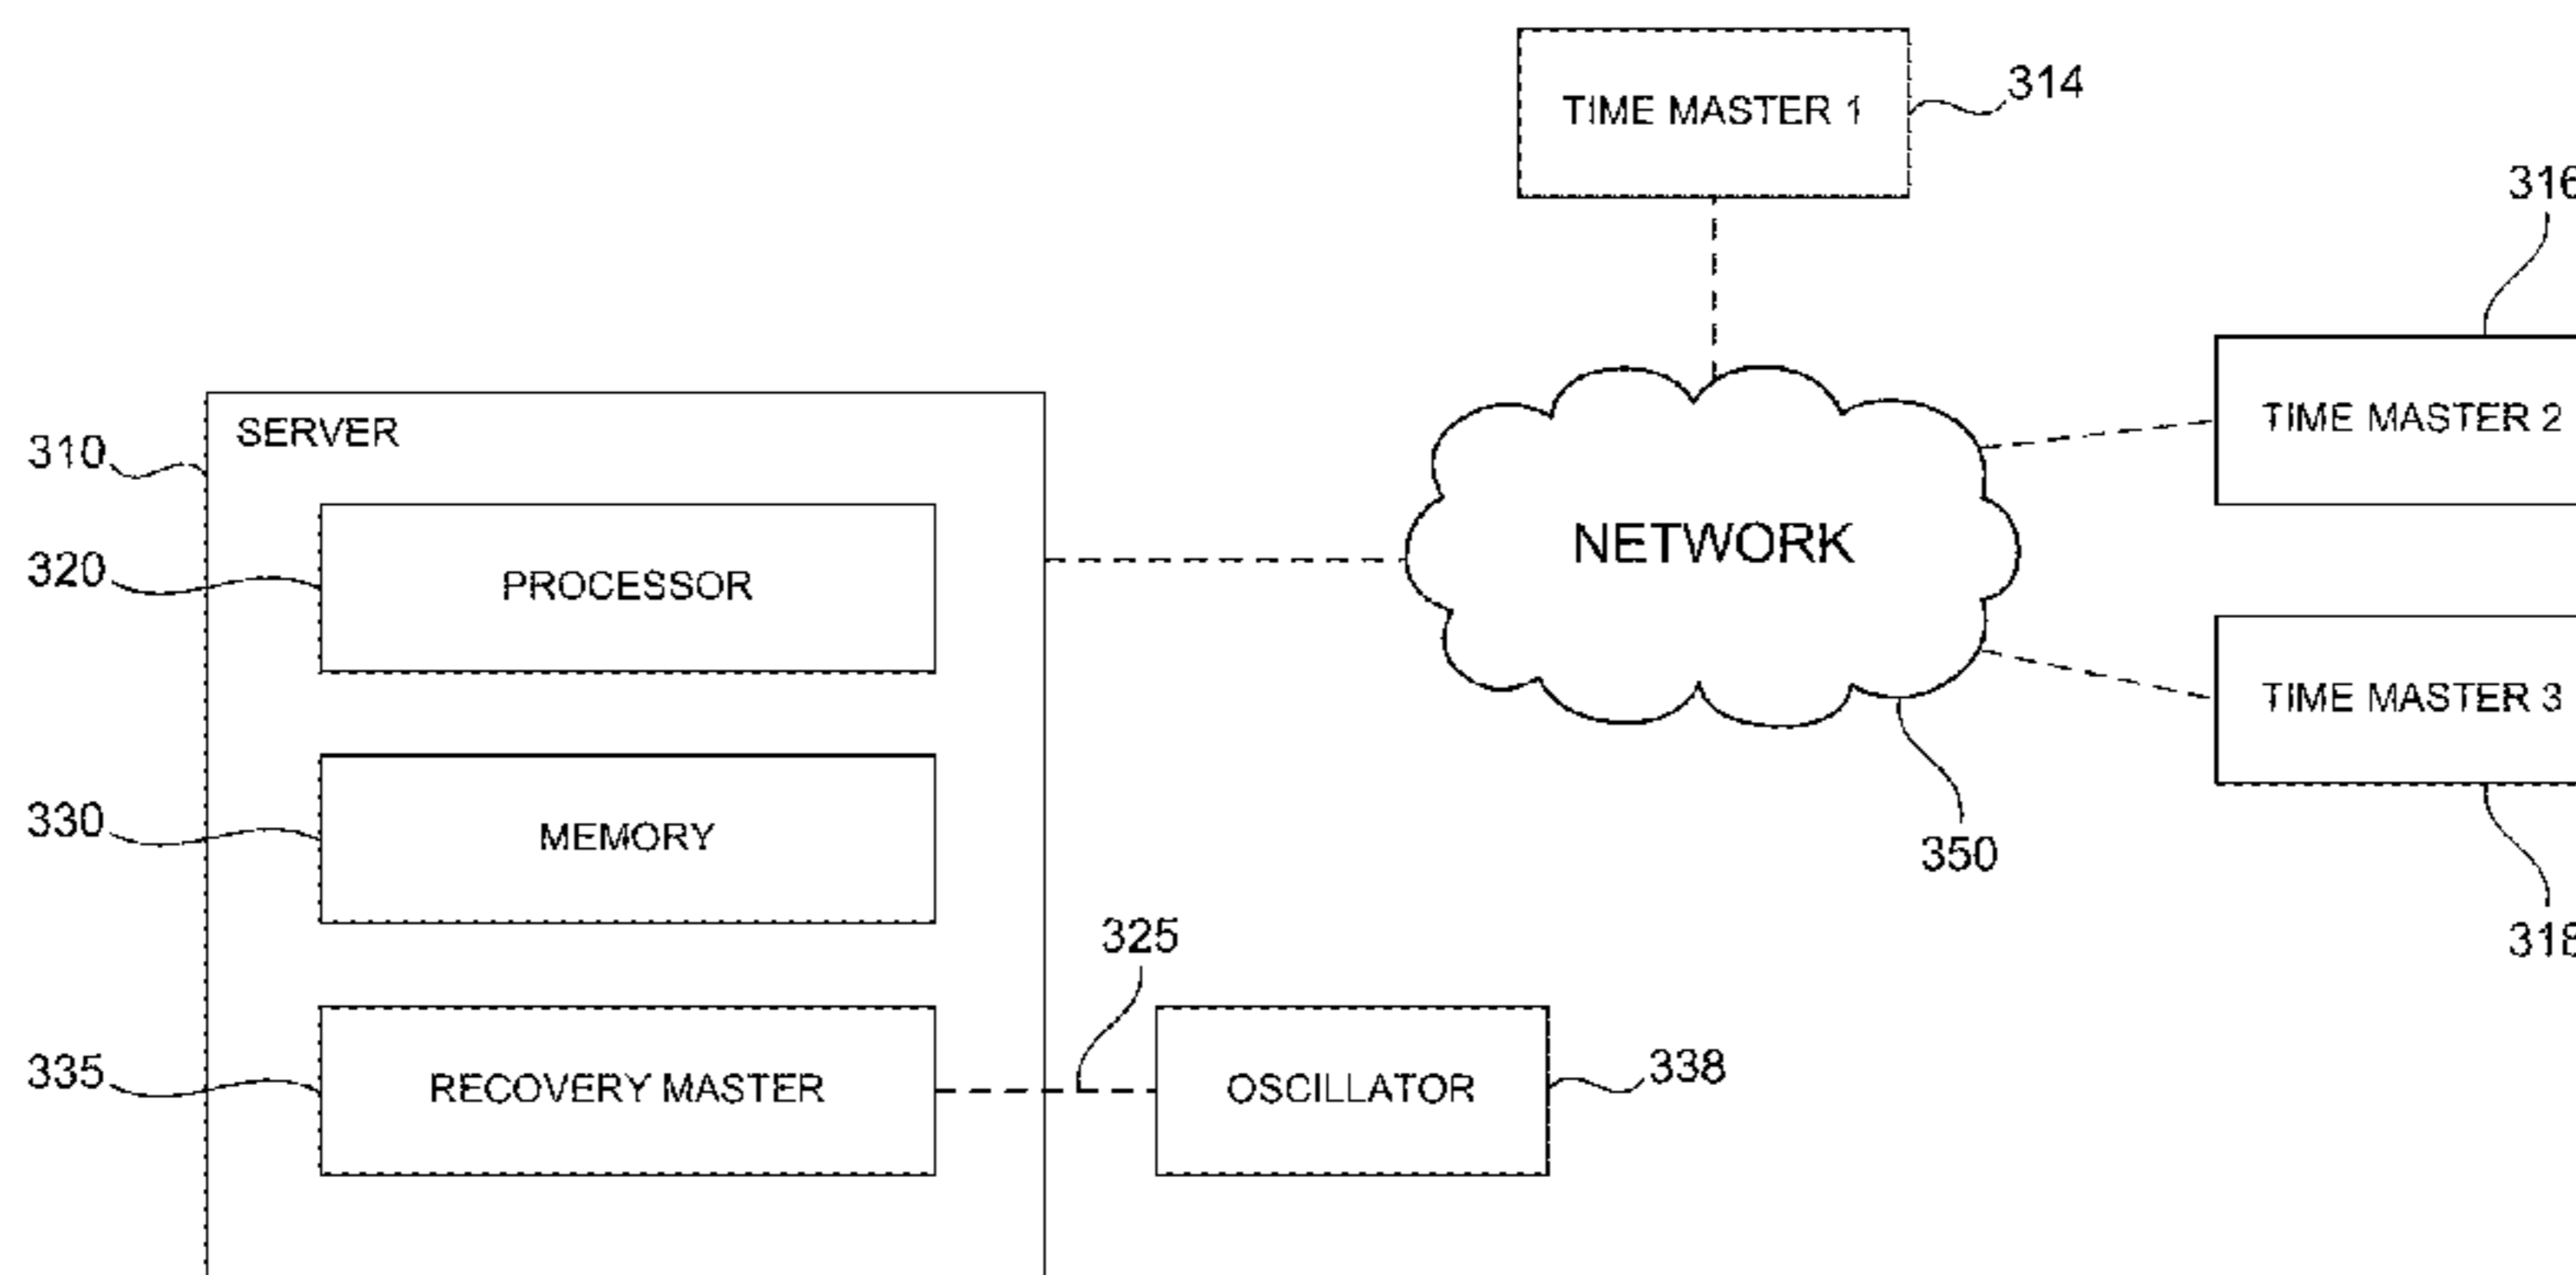 TIME MASTER 1
314
316
SERVER
310
TIME MASTER 2
NETWORK
320
PROCESSOR
TIME MASTER 3
330
MEMORY
350
325
318
335
RECOVERY MASTER
OSCILLATOR
338